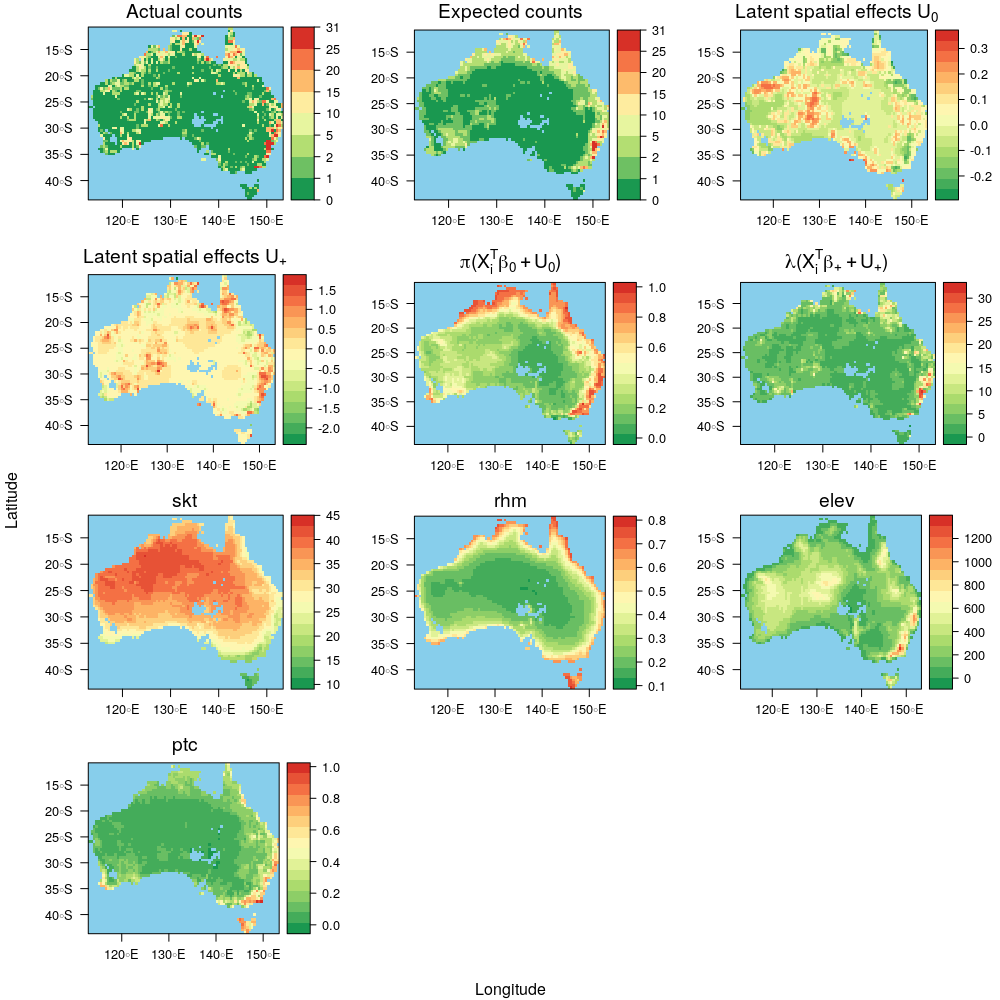 Actual counts
Expected counts
Latent spatial effects U₀
15◦S
20◦S
25◦S
30◦S
35◦S
40◦S
120◦E 130◦E 140◦E 150◦E
31
25
20
15
10
5
2
1
0
15◦S
20◦S
25◦S
30◦S
35◦S
40◦S
120◦E 130◦E 140◦E 150◦E
31
25
20
15
10
5
2
1
0
15◦S
20◦S
25◦S
30◦S
35◦S
40◦S
120◦E 130◦E 140◦E 150◦E
0.3
0.2
0.1
0.0
-0.1
-0.2
Latent spatial effects U₊
π(XᵢᵀΒ₀ + U₀)
λ(Xᵢᵀβ₊ + U₊)
15◦S
20◦S
25◦S
30◦S
35◦S
40◦S
120◦E 130◦E 140◦E 150◦E
1.5
1.0
0.5
0.0
-0.5
-1.0
-1.5
-2.0
15◦S
20◦S
25◦S
30◦S
35◦S
40◦S
120◦E 130◦E 140◦E 150◦E
1.0
0.8
0.6
0.4
0.2
0.0
15◦S
20◦S
25◦S
30◦S
35◦S
40◦S
120◦E 130◦E 140◦E 150◦E
30
25
20
15
10
5
0
Latitude
skt
rhm
elev
15◦S
20◦S
25◦S
30◦S
35◦S
40◦S
120◦E 130◦E 140◦E 150◦E
45
40
35
30
25
20
15
10
15◦S
20◦S
25◦S
30◦S
35◦S
40◦S
120◦E 130◦E 140◦E 150◦E
0.8
0.7
0.6
0.5
0.4
0.3
0.2
0.1
15◦S
20◦S
25◦S
30◦S
35◦S
40◦S
120◦E 130◦E 140◦E 150◦E
1200
1000
800
600
400
200
0
ptc
15◦S
20◦S
25◦S
30◦S
35◦S
40◦S
120◦E 130◦E 140◦E 150◦E
1.0
0.8
0.6
0.4
0.2
0.0
Longitude